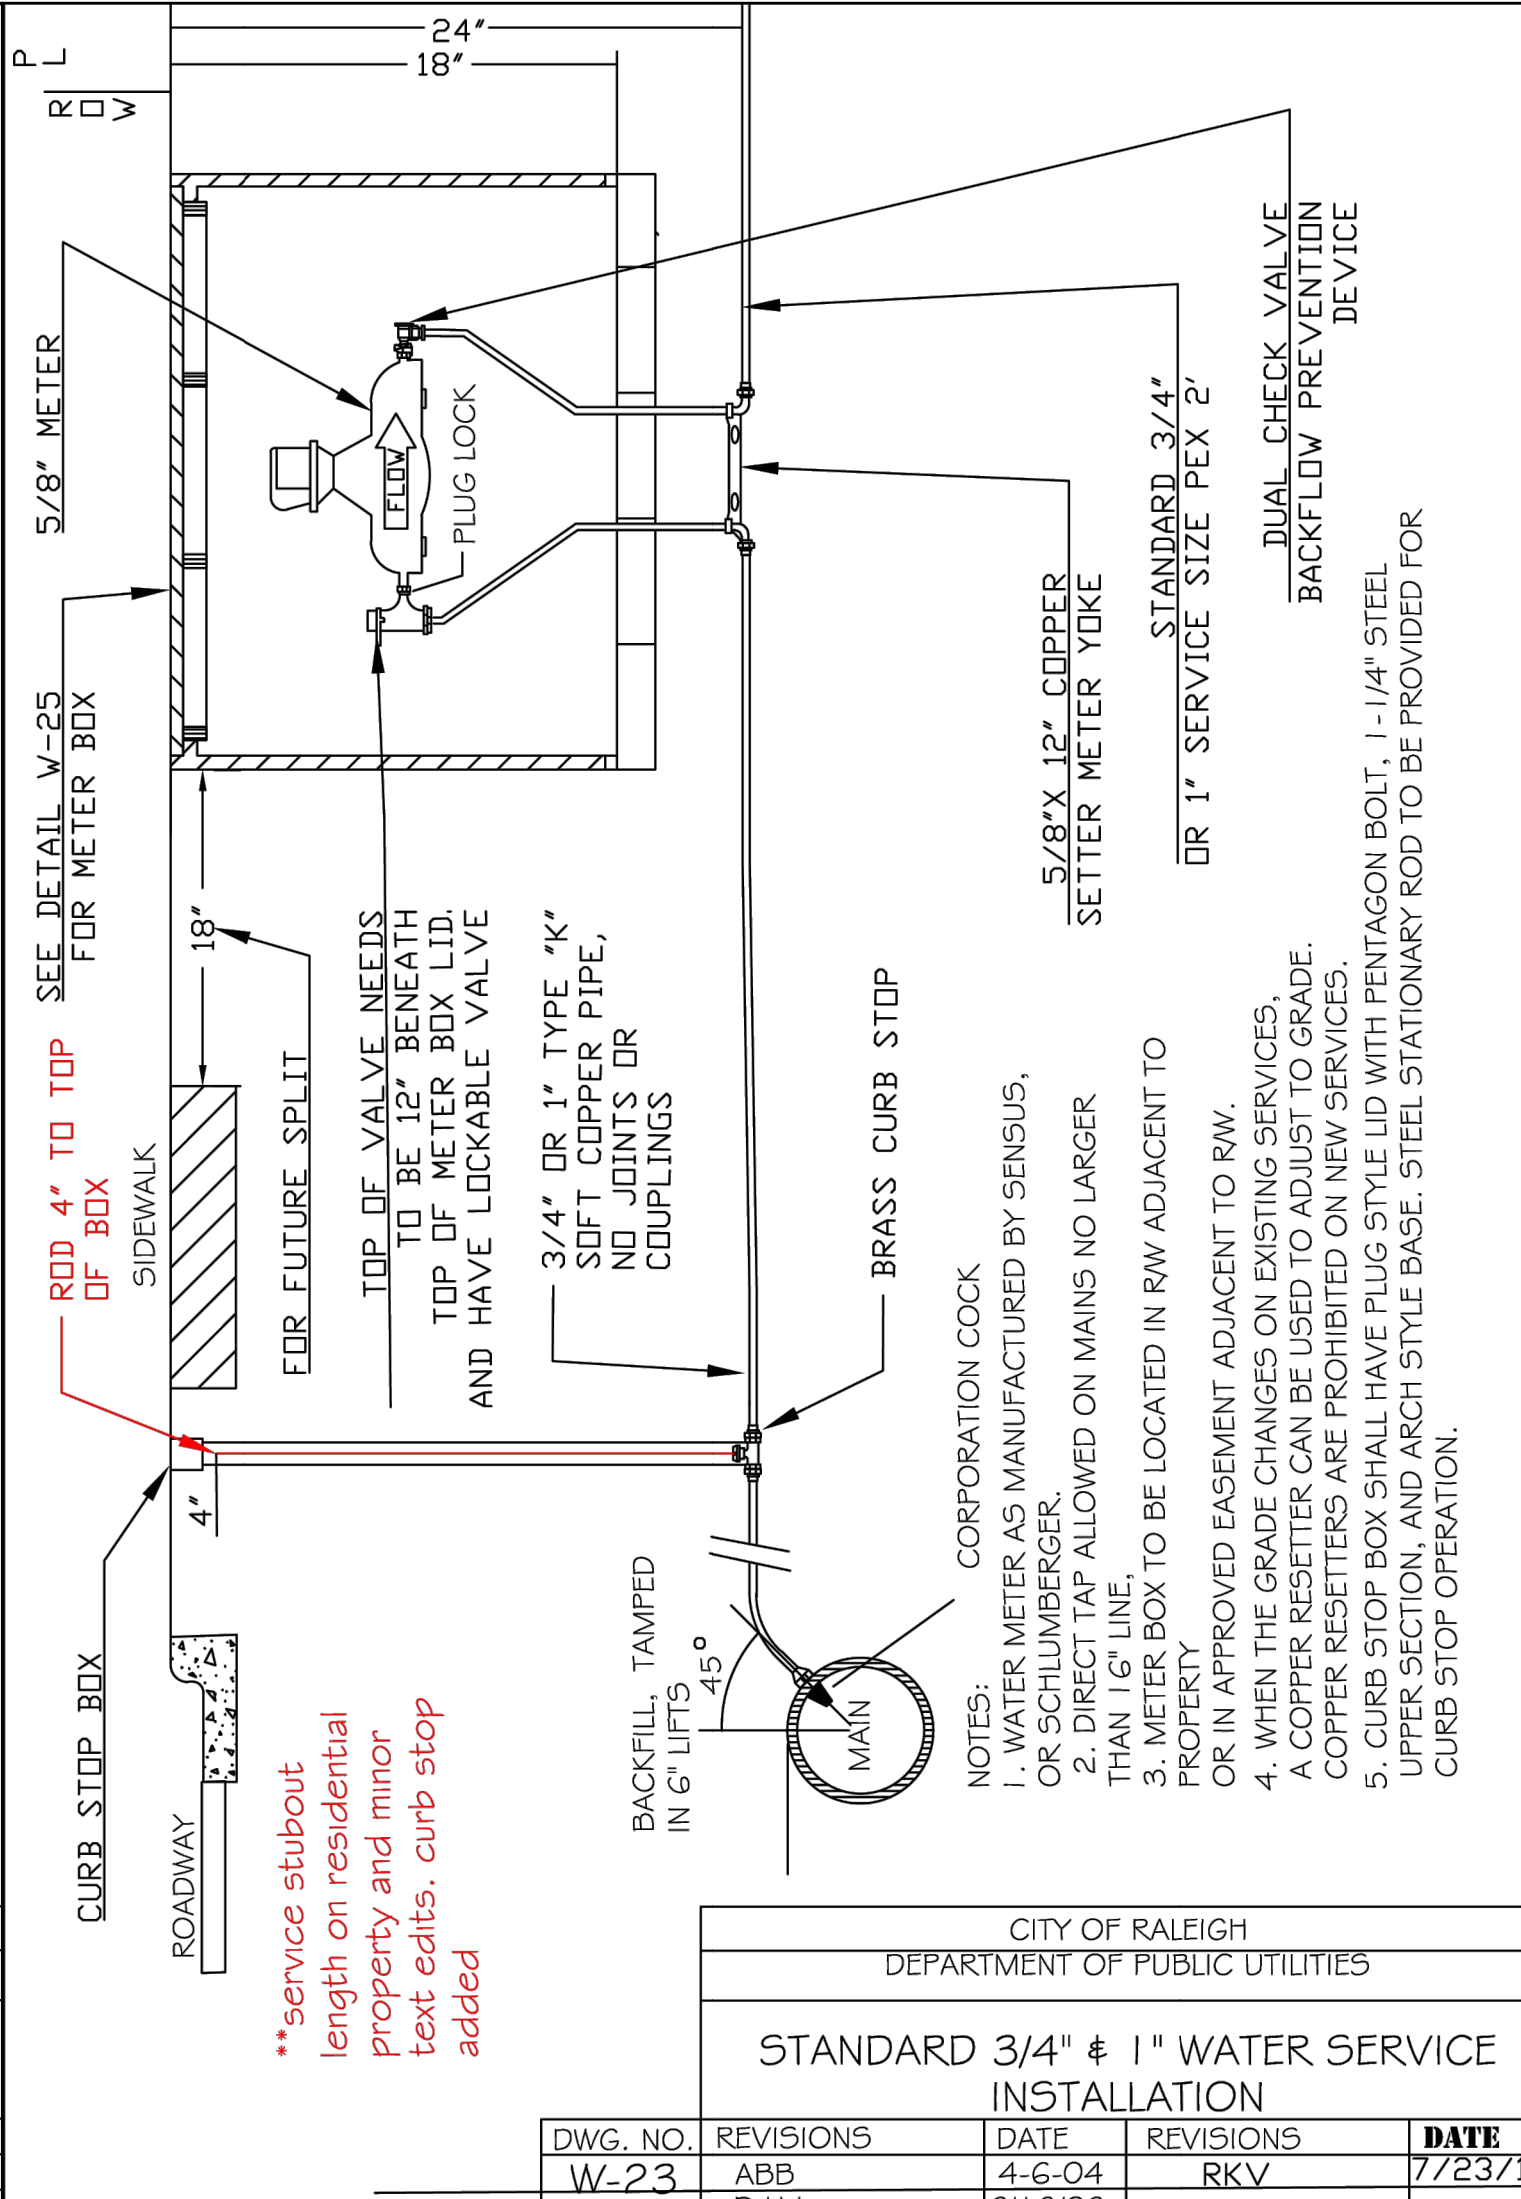 P
L
R
O
W
24″
18″
5/8″ METER
SEE DETAIL W-25
FOR METER BOX
ROD 4″ TO TOP
OF BOX
SIDEWALK
CURB STOP BOX
ROADWAY
4″
18″
FOR FUTURE SPLIT
FLOW
PLUG LOCK
TOP OF VALVE NEEDS
TO BE 12″ BENEATH
TOP OF METER BOX LID.
AND HAVE LOCKABLE VALVE
3/4″ OR 1″ TYPE ″K″
SOFT COPPER PIPE,
NO JOINTS OR
COUPLINGS
BRASS CURB STOP
5/8″X 12″ COPPER
SETTER METER YOKE
STANDARD 3/4″
OR 1″ SERVICE SIZE PEX 2′
DUAL CHECK VALVE
BACKFLOW PREVENTION
DEVICE
**service stubout
length on residential
property and minor
text edits. curb stop
added
BACKFILL, TAMPED
IN 6" LIFTS
45°
MAIN
CORPORATION COCK
NOTES:
1. WATER METER AS MANUFACTURED BY SENSUS,
OR SCHLUMBERGER.
2. DIRECT TAP ALLOWED ON MAINS NO LARGER
THAN 16" LINE,
3. METER BOX TO BE LOCATED IN R/W ADJACENT TO
PROPERTY
OR IN APPROVED EASEMENT ADJACENT TO R/W.
4. WHEN THE GRADE CHANGES ON EXISTING SERVICES,
A COPPER RESETTER CAN BE USED TO ADJUST TO GRADE.
COPPER RESETTERS ARE PROHIBITED ON NEW SERVICES.
5. CURB STOP BOX SHALL HAVE PLUG STYLE LID WITH PENTAGON BOLT, 1-1/4" STEEL
UPPER SECTION, AND ARCH STYLE BASE. STEEL STATIONARY ROD TO BE PROVIDED FOR
CURB STOP OPERATION.
CITY OF RALEIGH
DEPARTMENT OF PUBLIC UTILITIES
STANDARD 3/4" & 1" WATER SERVICE
INSTALLATION
DWG. NO. REVISIONS DATE REVISIONS DATE
W-23 ABB 4-6-04 RKV 7/23/1